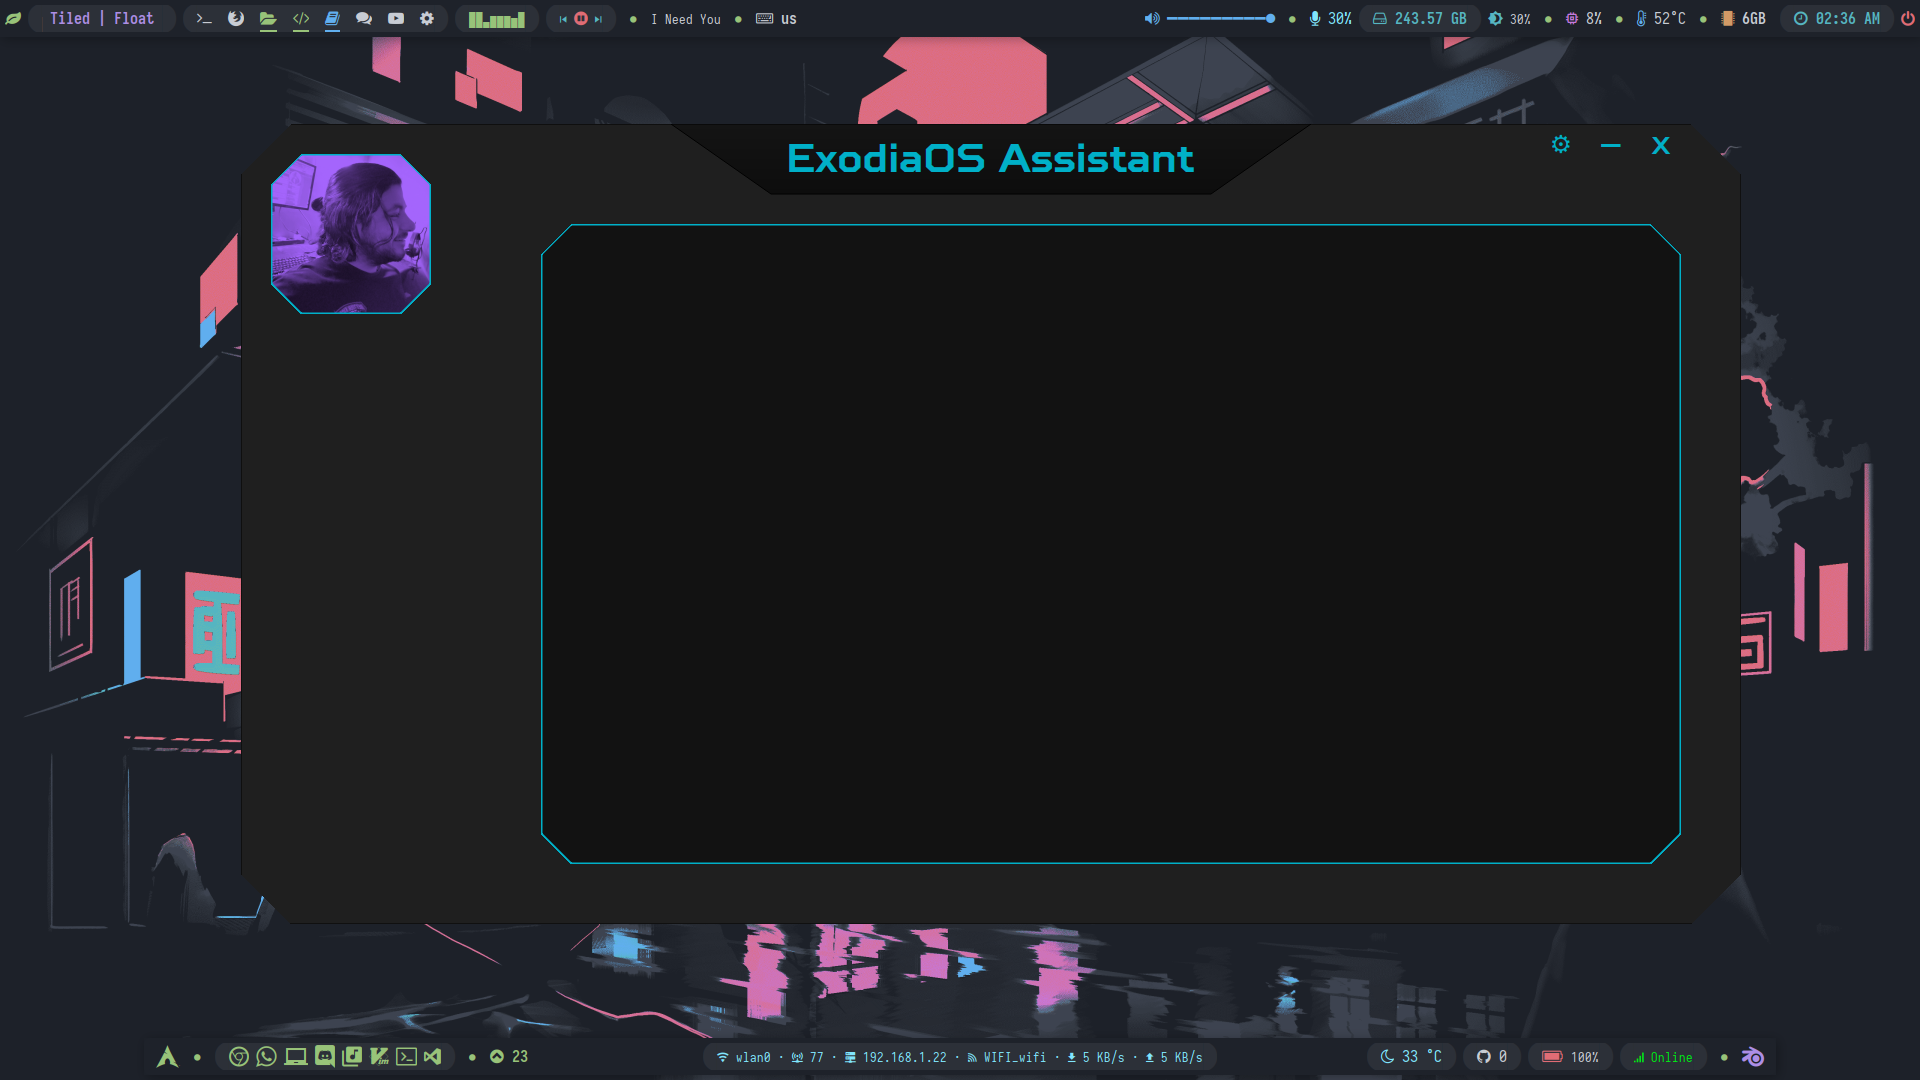 Tiled | Float
I Need You
us
30%
243.57 GB
30%
8%
52°C
6GB
02:36 AM
ExodiaOS Assistant
X
23
wlan0 · 77 · 192.168.1.22 · WIFI_wifi · 5 KB/s · 5 KB/s
33 °C
0
100%
Online